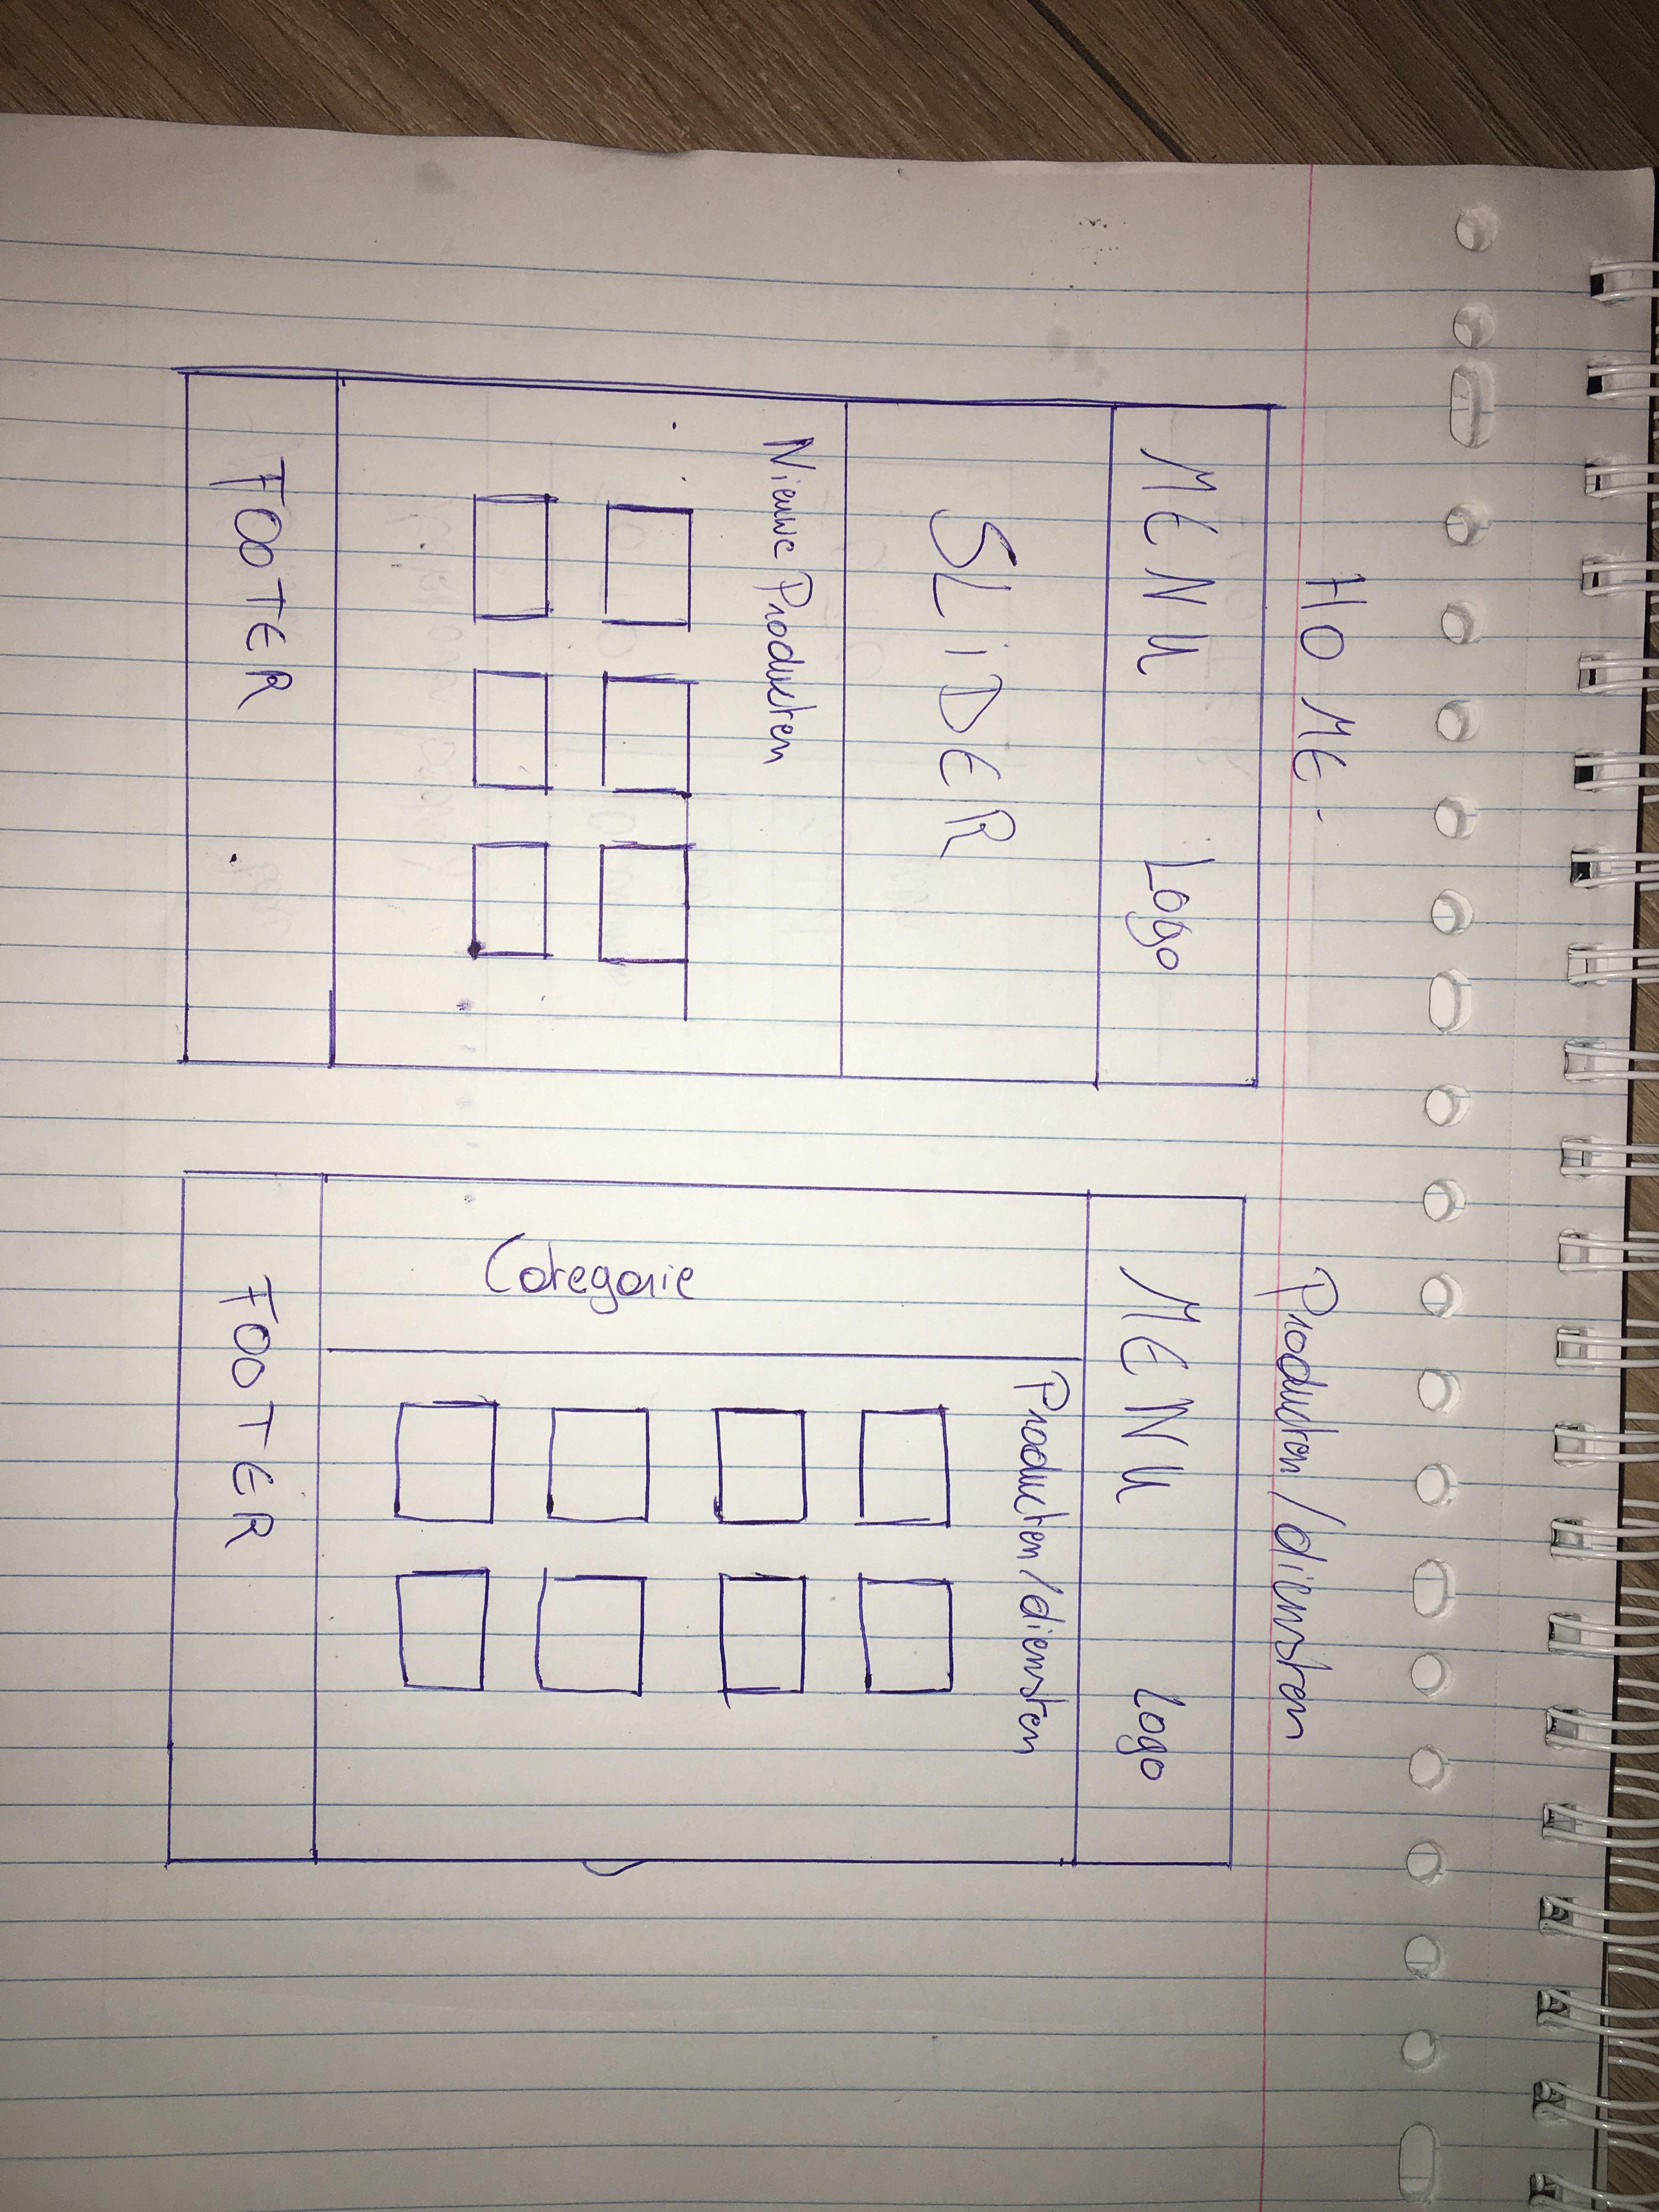 HOME.
MENU Logo
SLiDER
Nieuwe Producten
FOOTER
Producten/diensten
MENU Logo
Categorie
Producten/diensten
FOOTER